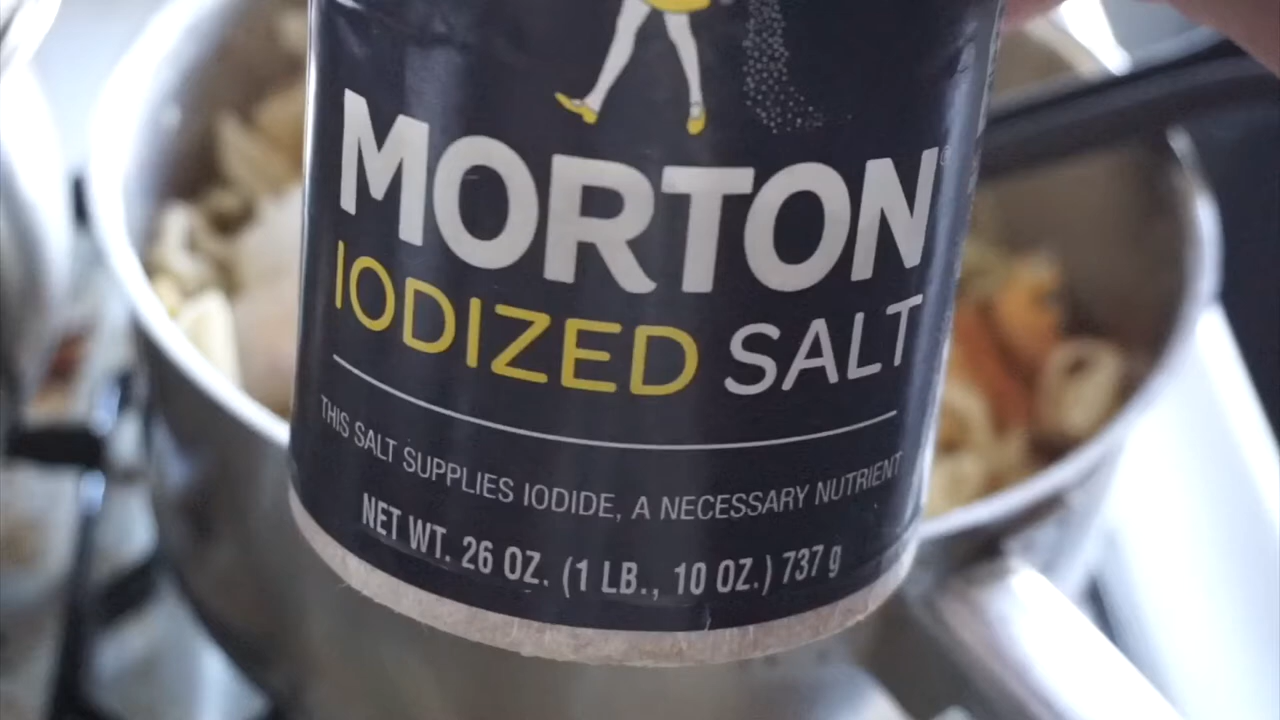 MORTON®
IODIZED SALT
THIS SALT SUPPLIES IODIDE, A NECESSARY NUTRIENT
NET WT. 26 OZ. (1 LB., 10 OZ.) 737 g